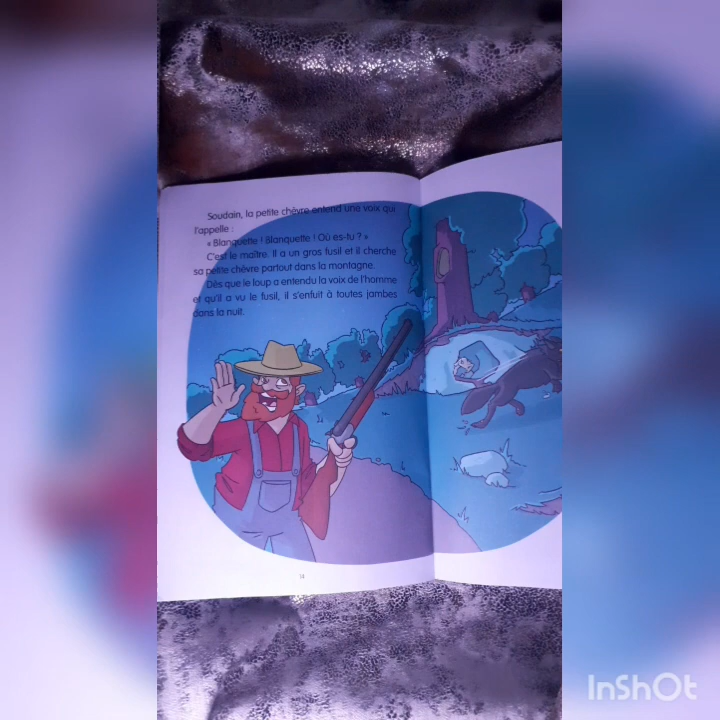 Soudain, la petite chèvre entend une voix qui
l'appelle :
« Blanquette ! Blanquette ! Où es-tu ? »
C'est le maître. Il a un gros fusil et il cherche
sa petite chèvre partout dans la montagne.
Dès que le loup a entendu la voix de l'homme
et qu'il a vu le fusil, il s'enfuit à toutes jambes
dans la nuit.
14
InShOt